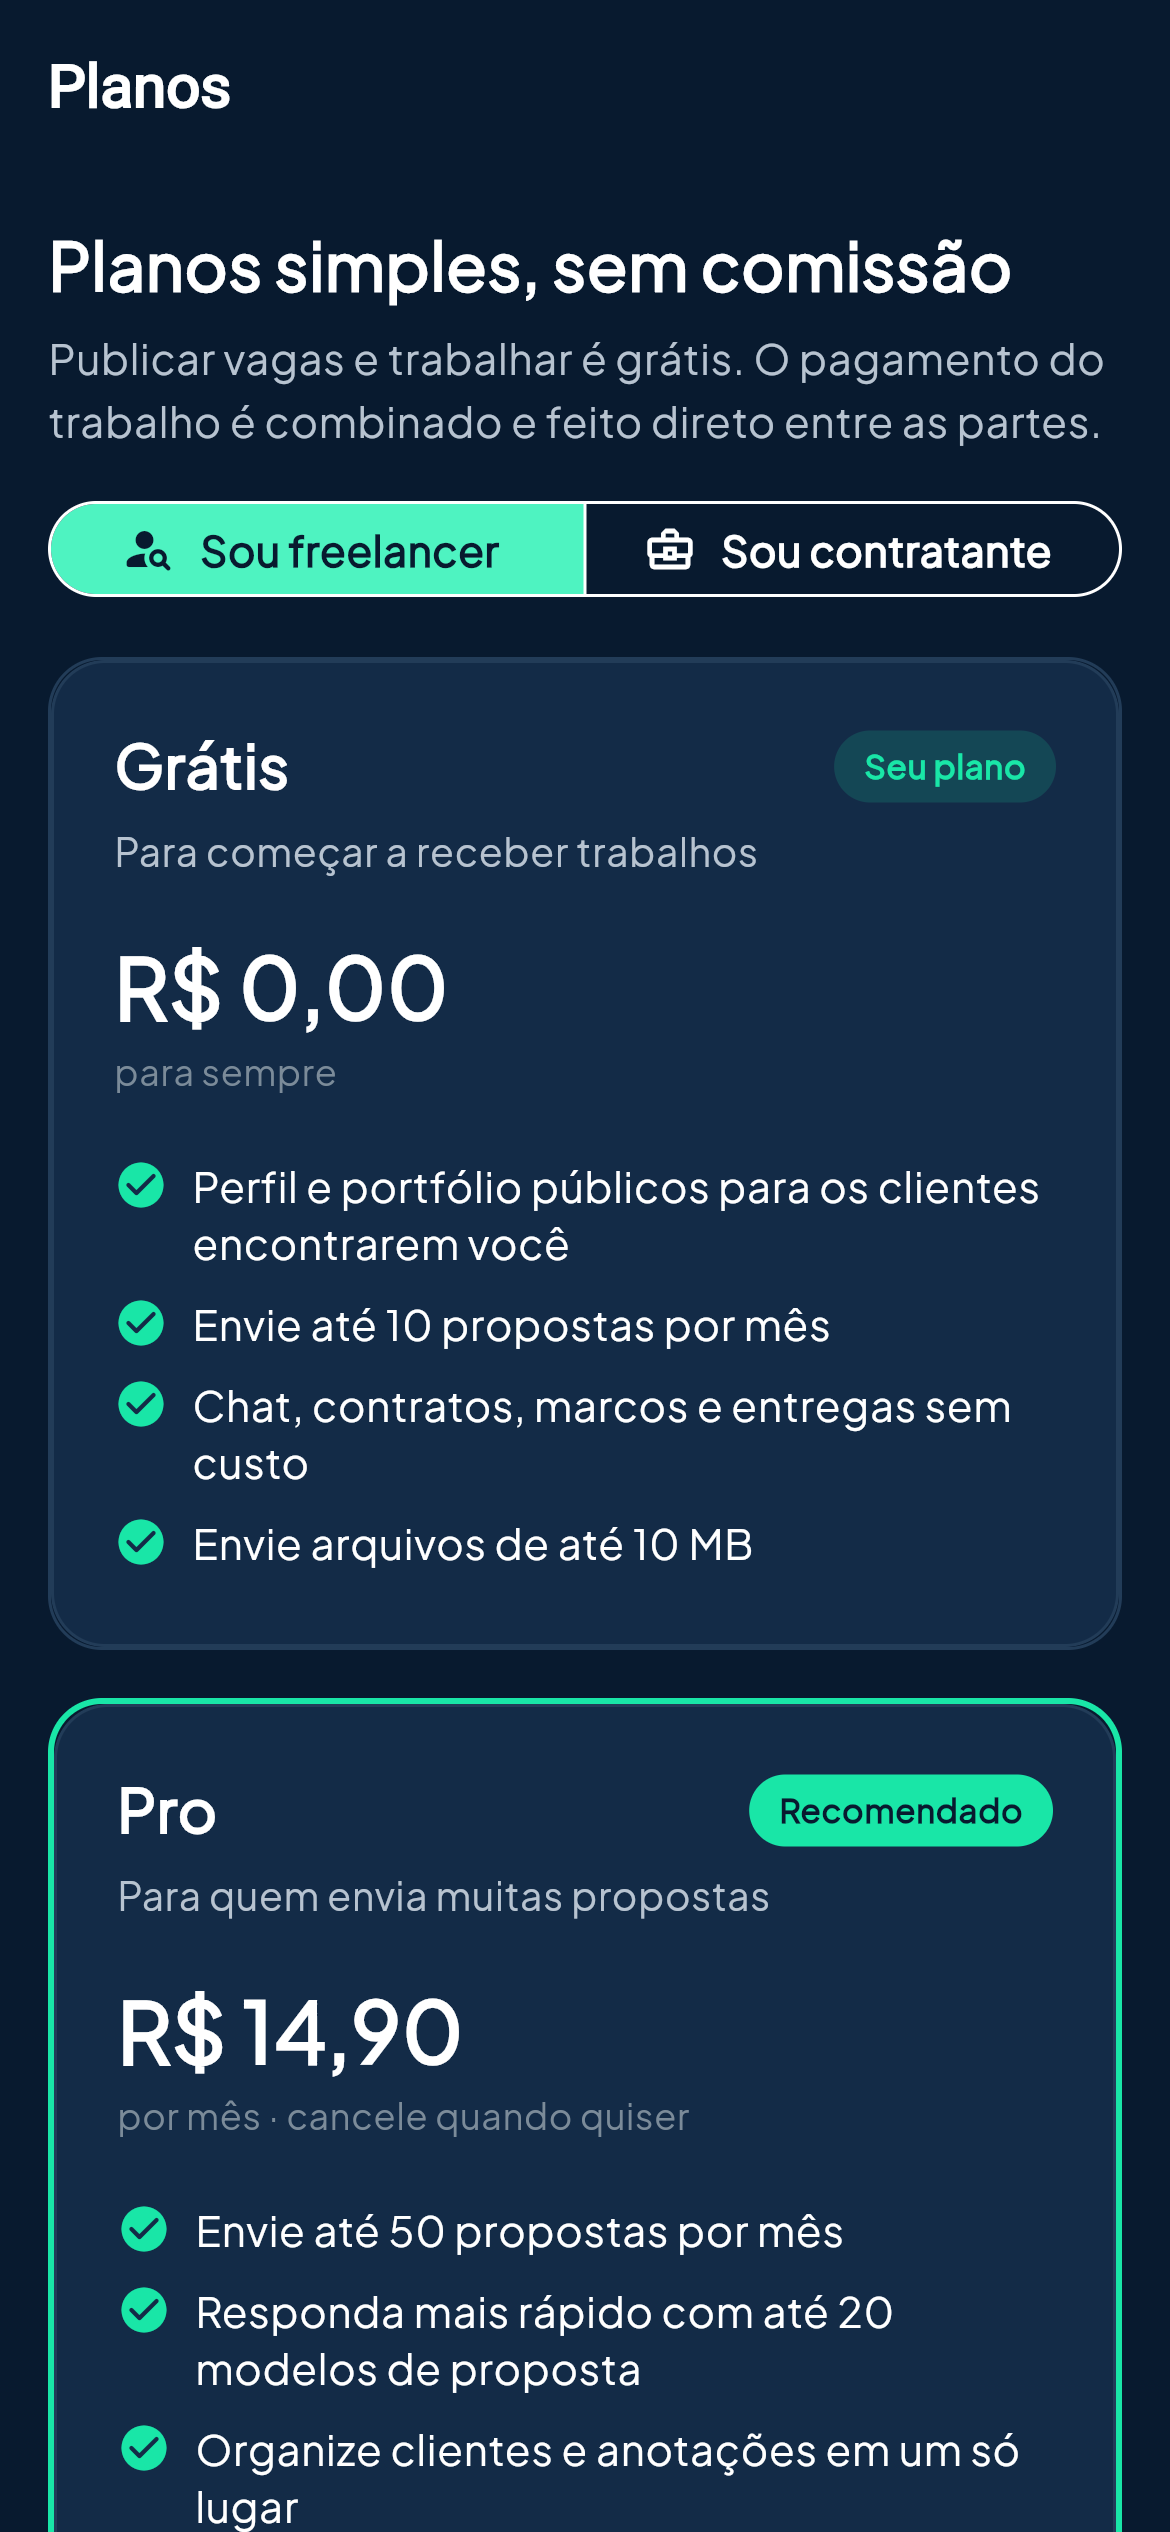 Planos
Planos simples, sem comissão
Publicar vagas e trabalhar é grátis. O pagamento do
trabalho é combinado e feito direto entre as partes.
Sou freelancer
Sou contratante
Grátis
Seu plano
Para começar a receber trabalhos
R$ 0,00
para sempre
Perfil e portfólio públicos para os clientes
encontrarem você
Envie até 10 propostas por mês
Chat, contratos, marcos e entregas sem
custo
Envie arquivos de até 10 MB
Pro
Recomendado
Para quem envia muitas propostas
R$ 14,90
por mês · cancele quando quiser
Envie até 50 propostas por mês
Responda mais rápido com até 20
modelos de proposta
Organize clientes e anotações em um só
lugar